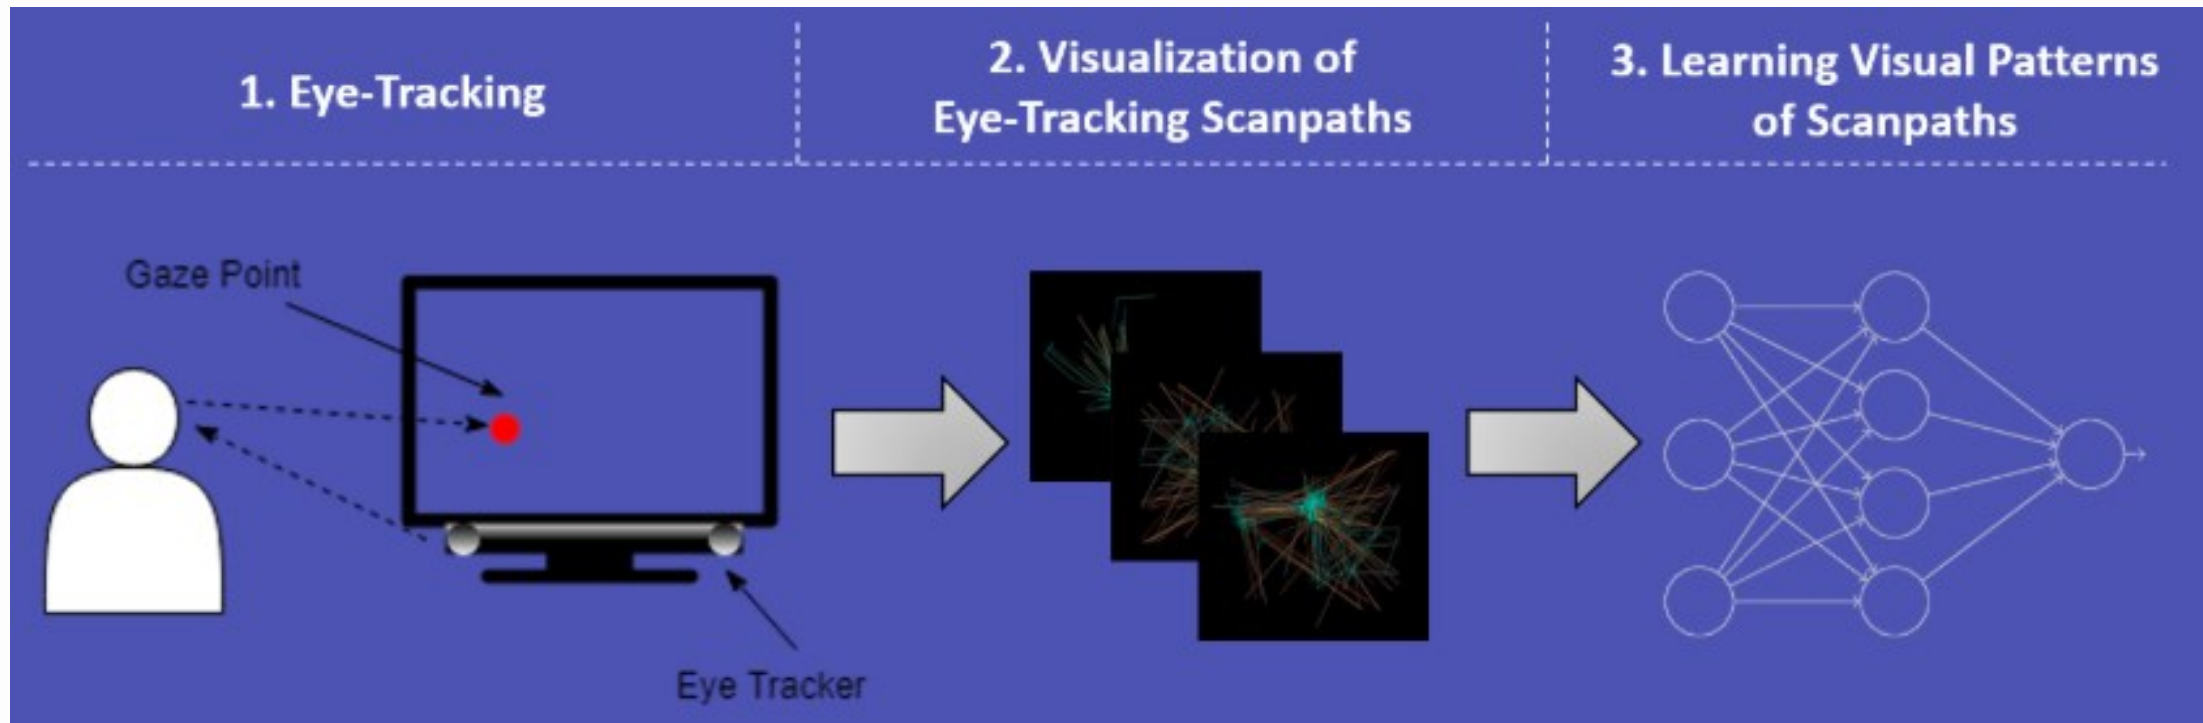 1. Eye-Tracking
2. Visualization of
Eye-Tracking Scanpaths
3. Learning Visual Patterns
of Scanpaths
Gaze Point
Eye Tracker